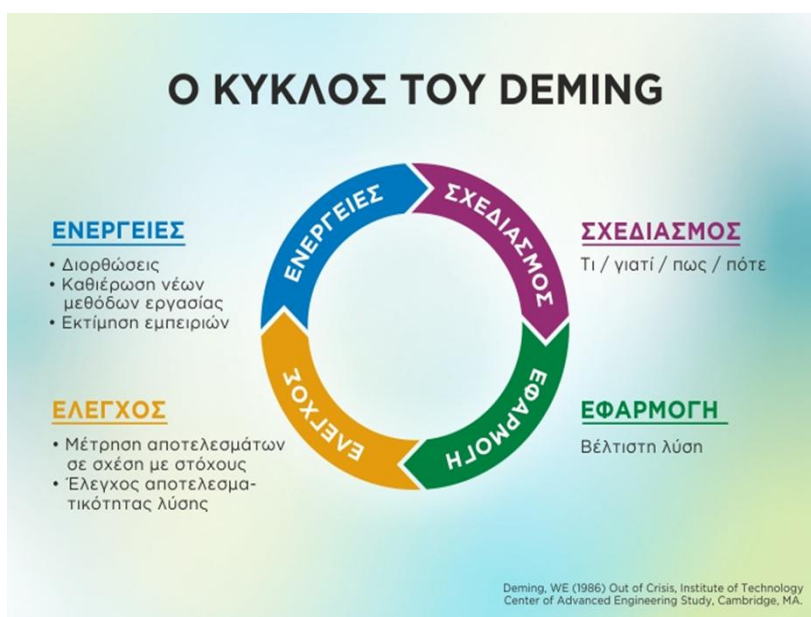 Ο ΚΥΚΛΟΣ ΤΟΥ DEMING
ΕΝΕΡΓΕΙΕΣ
• Διορθώσεις
• Καθιέρωση νέων
μεθόδων εργασίας
• Εκτίμηση εμπειριών
ΕΝΕΡΓΕΙΕΣ
ΣΧΕΔΙΑΣΜΟΣ
ΣΧΕΔΙΑΣΜΟΣ
Τι / γιατί / πως / πότε
ΕΛΕΓΧΟΣ
• Μέτρηση αποτελεσμάτων
σε σχέση με στόχους
• Έλεγχος αποτελεσμα-
τικότητας λύσης
ΕΛΕΓΧΟΣ
ΕΦΑΡΜΟΓΗ
ΕΦΑΡΜΟΓΗ
Βέλτιστη λύση
Deming, WE (1986) Out of Crisis, Institute of Technology
Center of Advanced Engineering Study, Cambridge, MA.